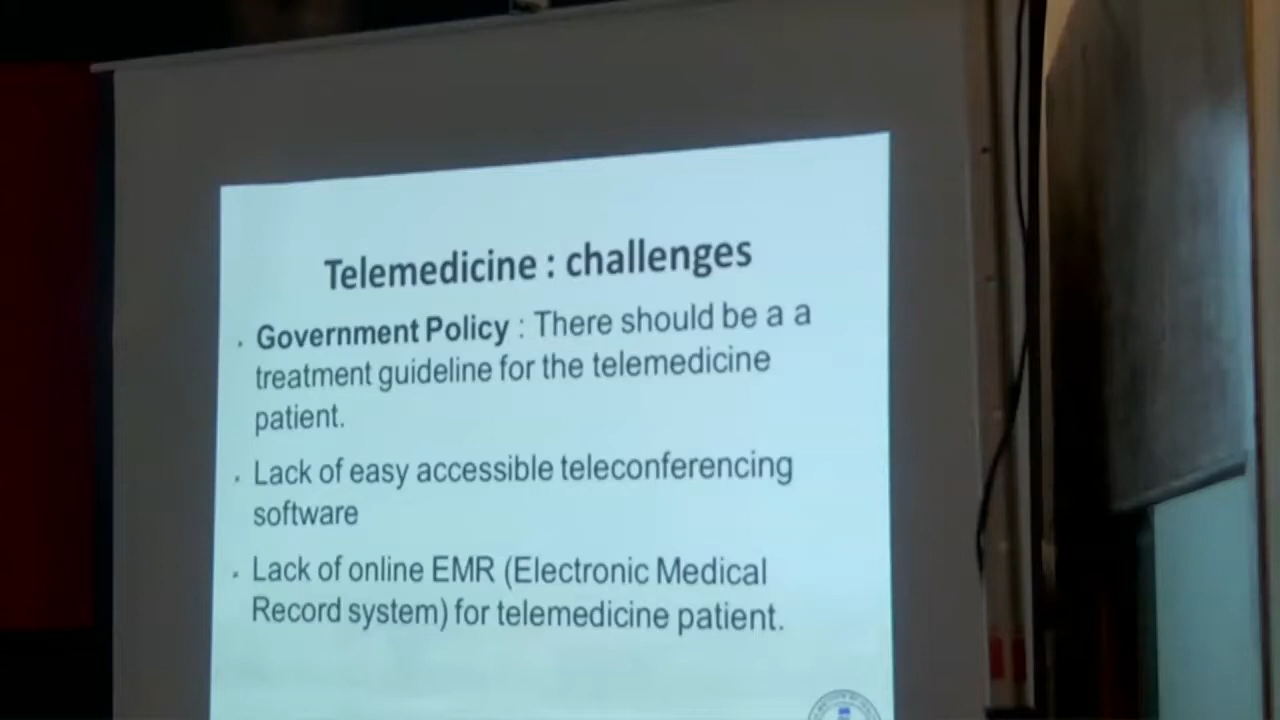 Telemedicine : challenges
. Government Policy : There should be a a
treatment guideline for the telemedicine
patient.
. Lack of easy accessible teleconferencing
software
. Lack of online EMR (Electronic Medical
Record system) for telemedicine patient.